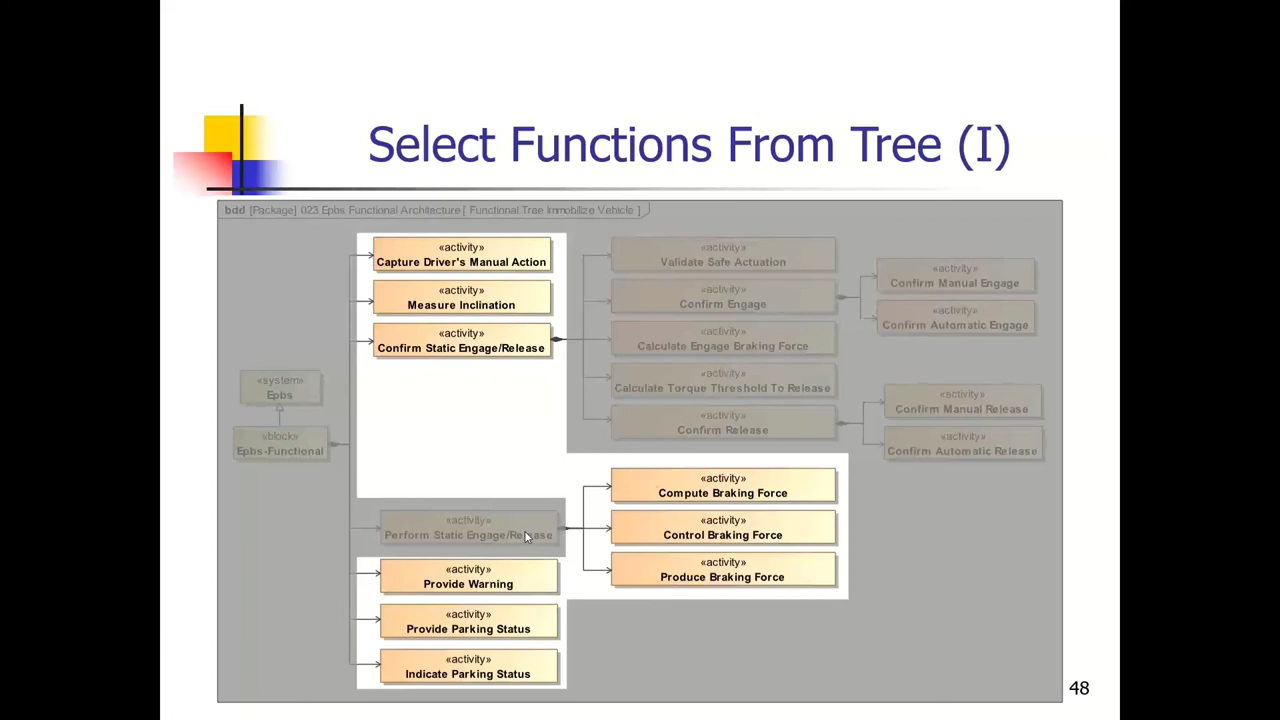 Select Functions From Tree (I)
bdd [Package] 023 Epbs Functional Architecture [ Functional Tree Immobilize Vehicle ]
«activity»
Capture Driver's Manual Action
«activity»
Measure Inclination
«activity»
Confirm Static Engage/Release
«system»
Epbs
«block»
Epbs-Functional
«activity»
Perform Static Engage/Release
«activity»
Provide Warning
«activity»
Provide Parking Status
«activity»
Indicate Parking Status
«activity»
Validate Safe Actuation
«activity»
Confirm Engage
«activity»
Calculate Engage Braking Force
«activity»
Calculate Torque Threshold To Release
«activity»
Confirm Release
«activity»
Compute Braking Force
«activity»
Control Braking Force
«activity»
Produce Braking Force
«activity»
Confirm Manual Engage
«activity»
Confirm Automatic Engage
«activity»
Confirm Manual Release
«activity»
Confirm Automatic Release
48